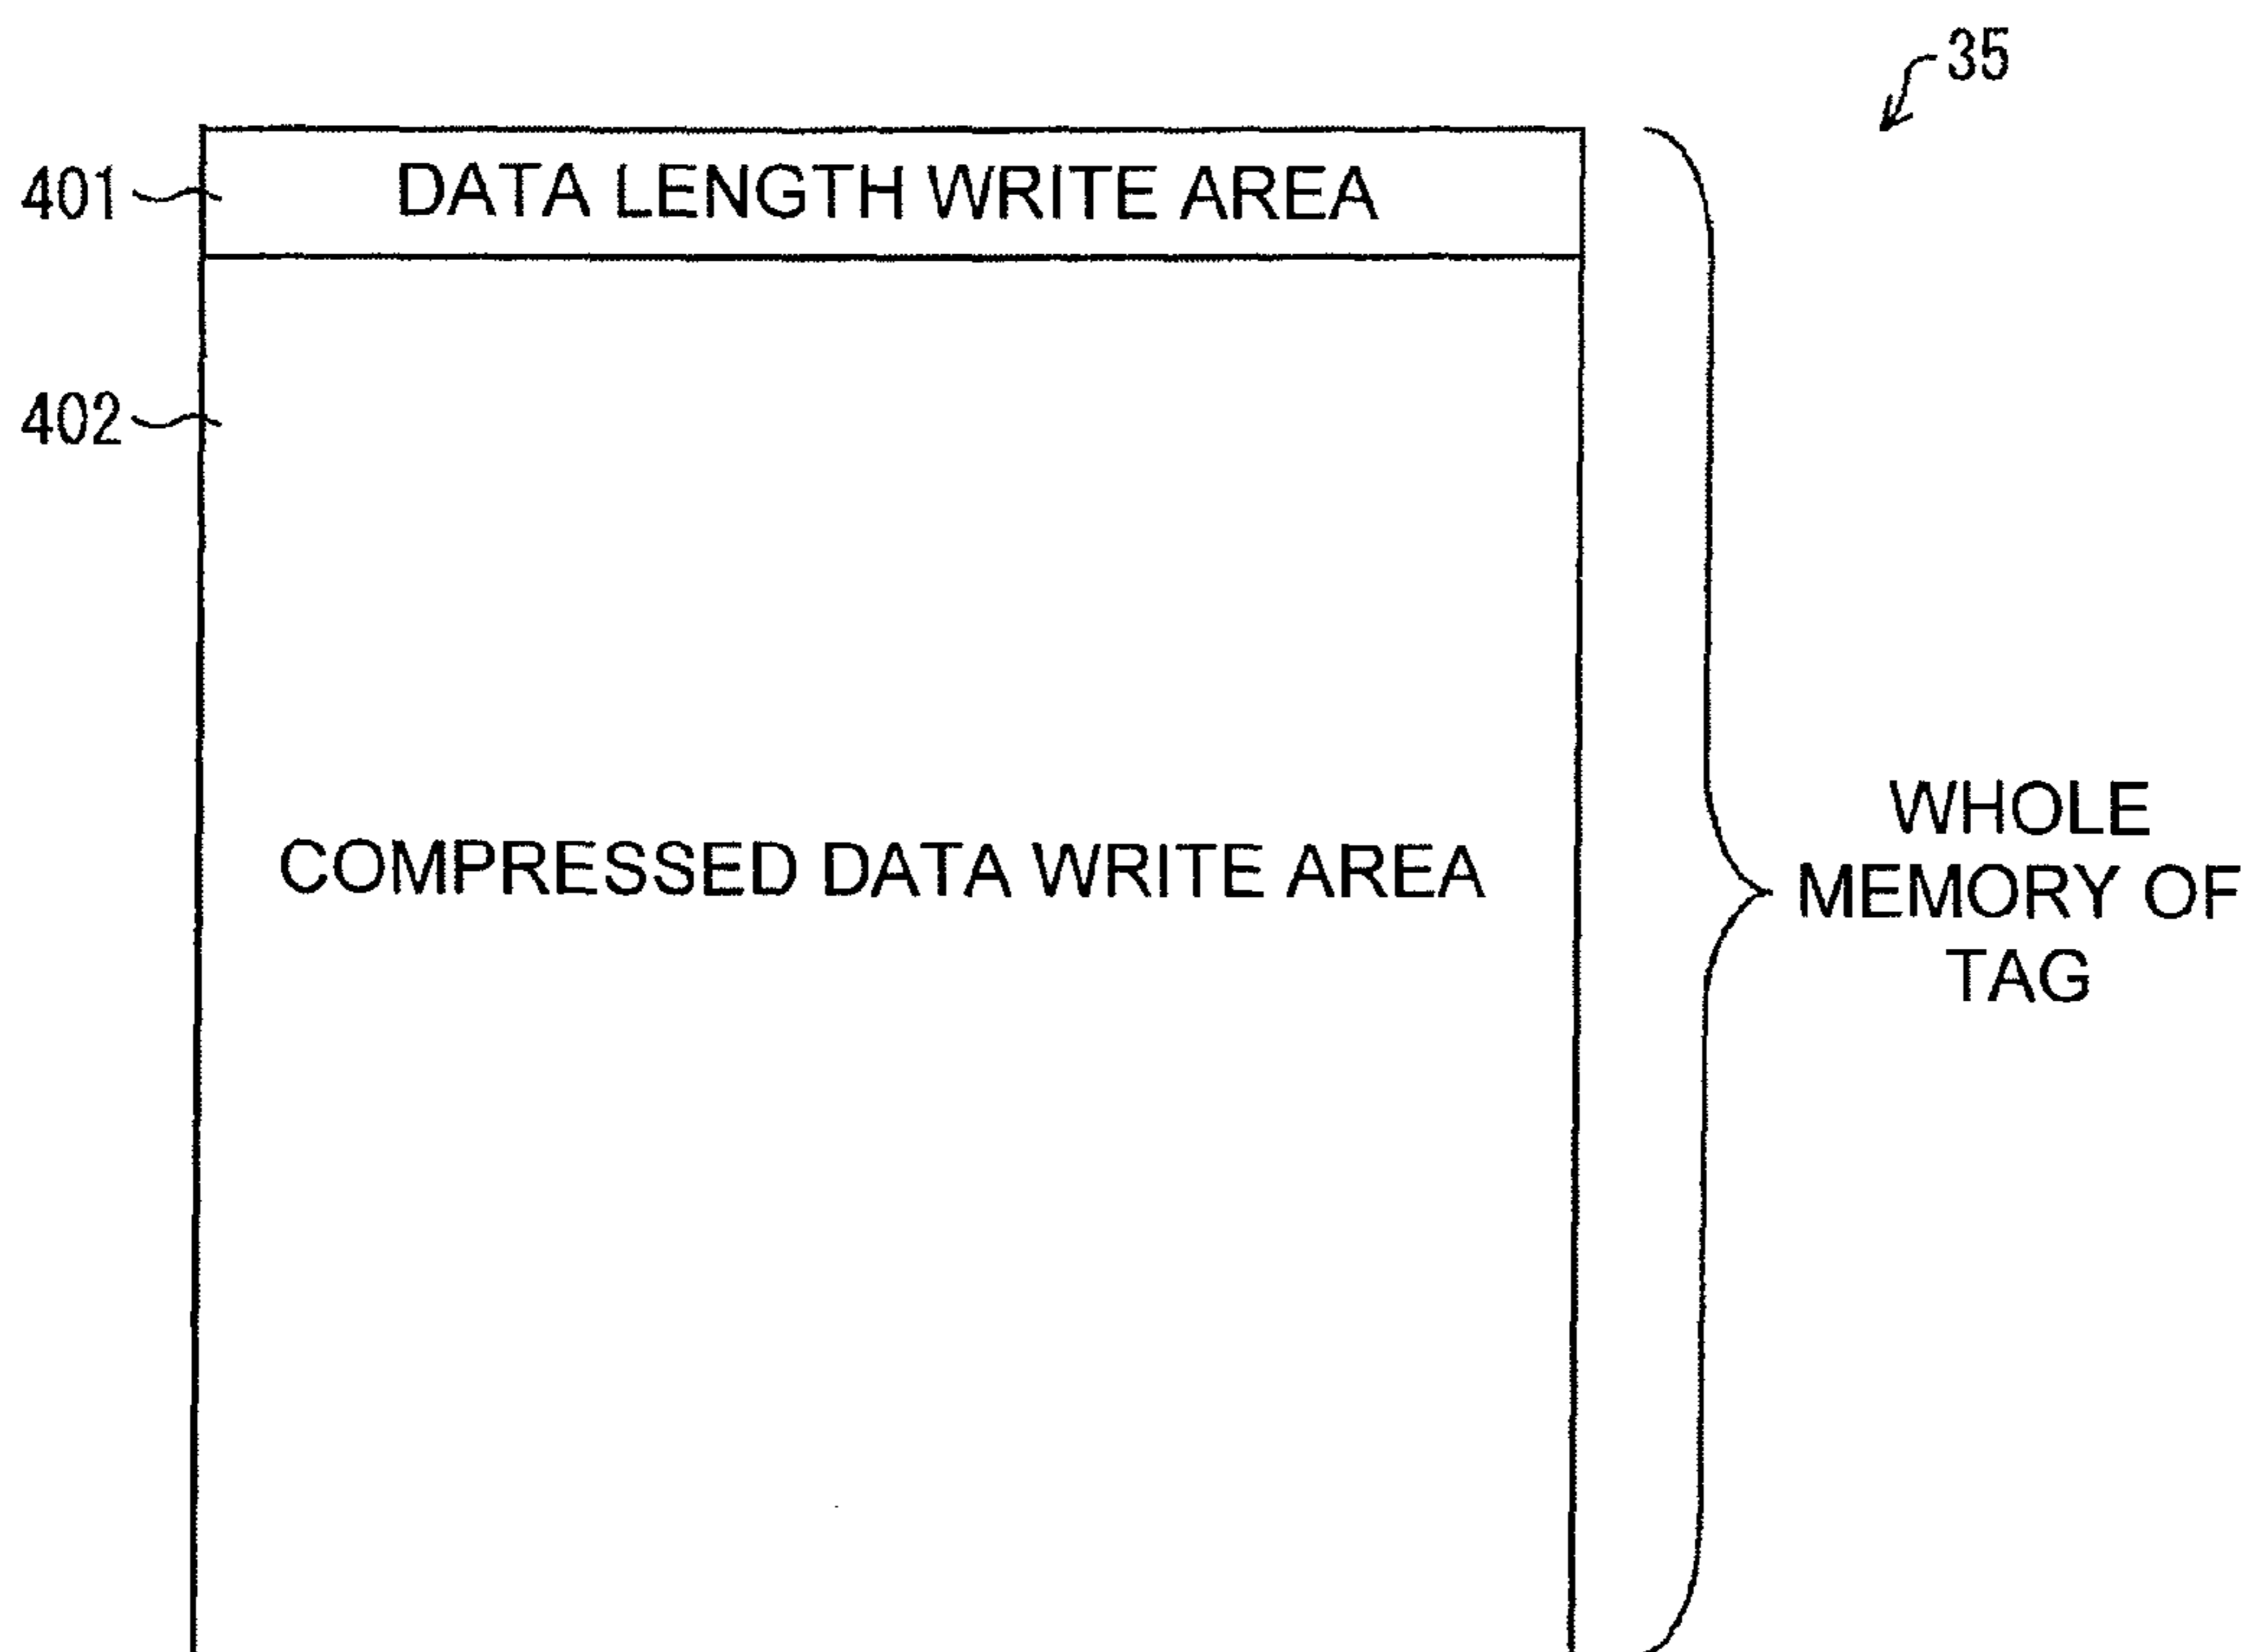 35
401
DATA LENGTH WRITE AREA
402
COMPRESSED DATA WRITE AREA
WHOLE
MEMORY OF
TAG